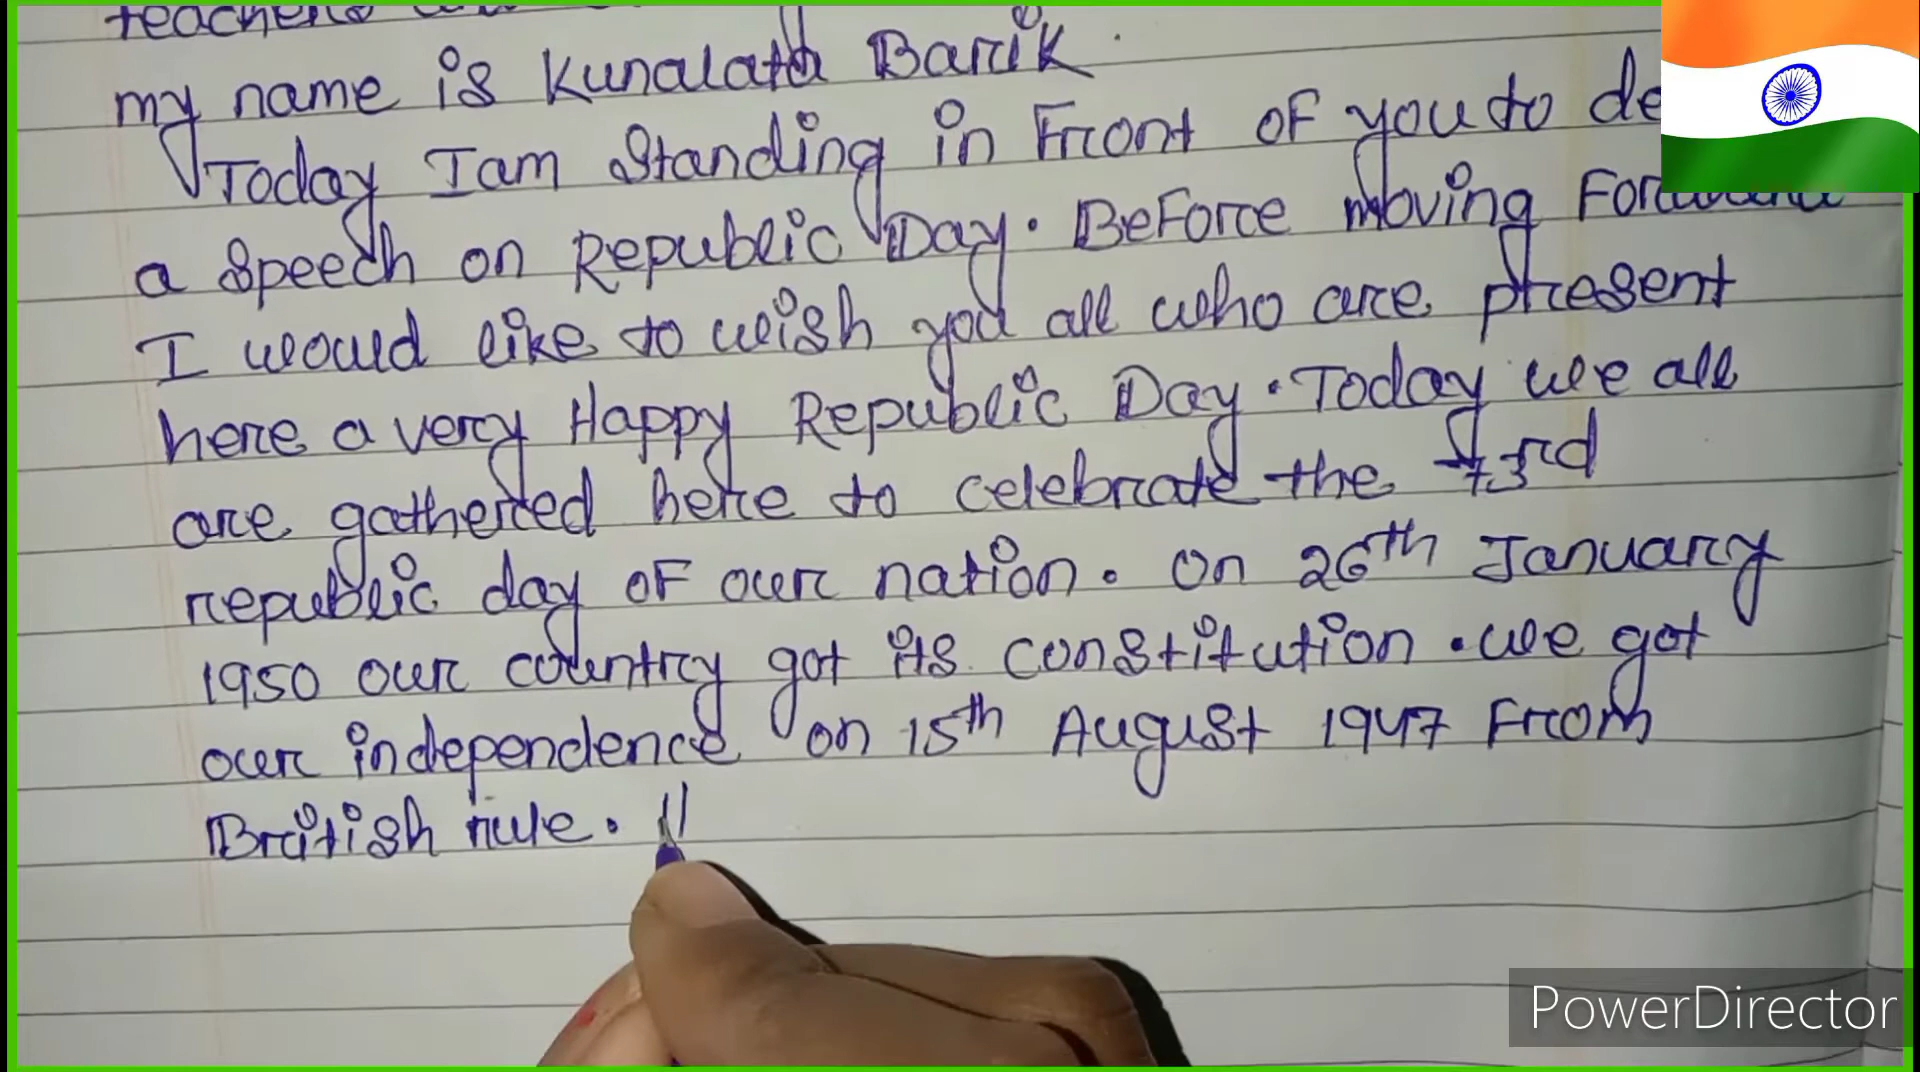 teachers
my name is Kunalata Barik.
Today I am Standing in Front of you to de
a Speech on Republic Day. Before moving Forward
I would like to wish you all who are present
here a very Happy Republic Day. Today we all
are gathered here to celebrate the 73rd
republic day of our nation. On 26th January
1950 our country got its constitution. we got
our independence on 15th August 1947 From
British rule.
PowerDirector